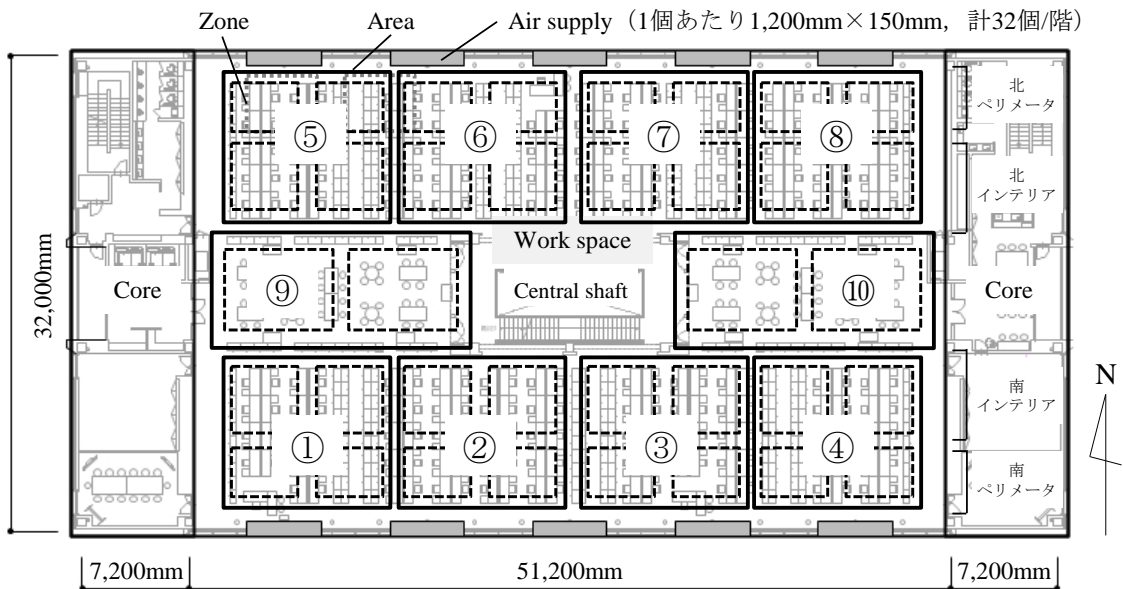 Zone
Area
Air supply（1個あたり1,200mm×150mm，計32個/階）
⑤
⑥
⑦
⑧
北
ペリメータ
北
インテリア
32,000mm
Core
⑨
Work space
Central shaft
⑩
Core
N
①
②
③
④
南
インテリア
南
ペリメータ
7,200mm
51,200mm
7,200mm